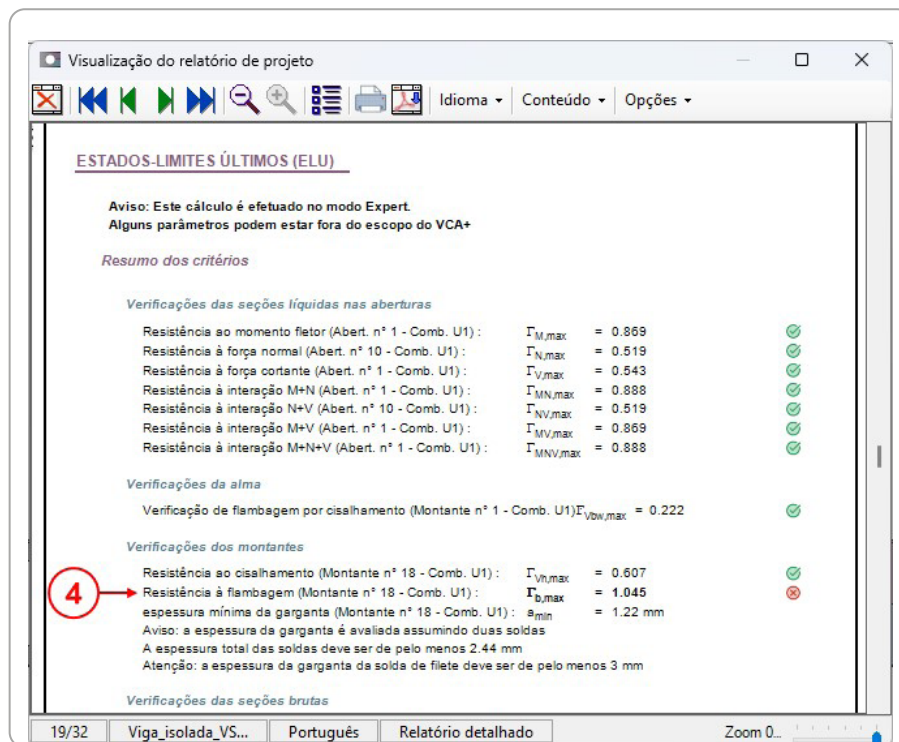 Visualização do relatório de projeto
Idioma Conteúdo Opções
ESTADOS-LIMITES ÚLTIMOS (ELU)
Aviso: Este cálculo é efetuado no modo Expert.
Alguns parâmetros podem estar fora do escopo do VCA+
Resumo dos critérios
Verificações das seções líquidas nas aberturas
Resistência ao momento fletor (Abert. n° 1 - Comb. U1) : ΓM,max = 0.869
Resistência à força normal (Abert. n° 10 - Comb. U1) : ΓN,max = 0.519
Resistência à força cortante (Abert. n° 1 - Comb. U1) : ΓV,max = 0.543
Resistência à interação M+N (Abert. n° 1 - Comb. U1) : ΓMN,max = 0.888
Resistência à interação N+V (Abert. n° 10 - Comb. U1) : ΓNV,max = 0.519
Resistência à interação M+V (Abert. n° 1 - Comb. U1) : ΓMV,max = 0.869
Resistência à interação M+N+V (Abert. n° 1 - Comb. U1) : ΓMNV,max = 0.888
Verificações da alma
Verificação de flambagem por cisalhamento (Montante n° 1 - Comb. U1)ΓVbw,max = 0.222
Verificações dos montantes
Resistência ao cisalhamento (Montante n° 18 - Comb. U1) : ΓVh,max = 0.607
4 Resistência à flambagem (Montante n° 18 - Comb. U1) : Γb,max = 1.045
espessura mínima da garganta (Montante n° 18 - Comb. U1) : amin = 1.22 mm
Aviso: a espessura da garganta é avaliada assumindo duas soldas
A espessura total das soldas deve ser de pelo menos 2.44 mm
Atenção: a espessura da garganta da solda de filete deve ser de pelo menos 3 mm
Verificações das seções brutas
19/32 Viga_isolada_VS... Português Relatório detalhado Zoom 0...